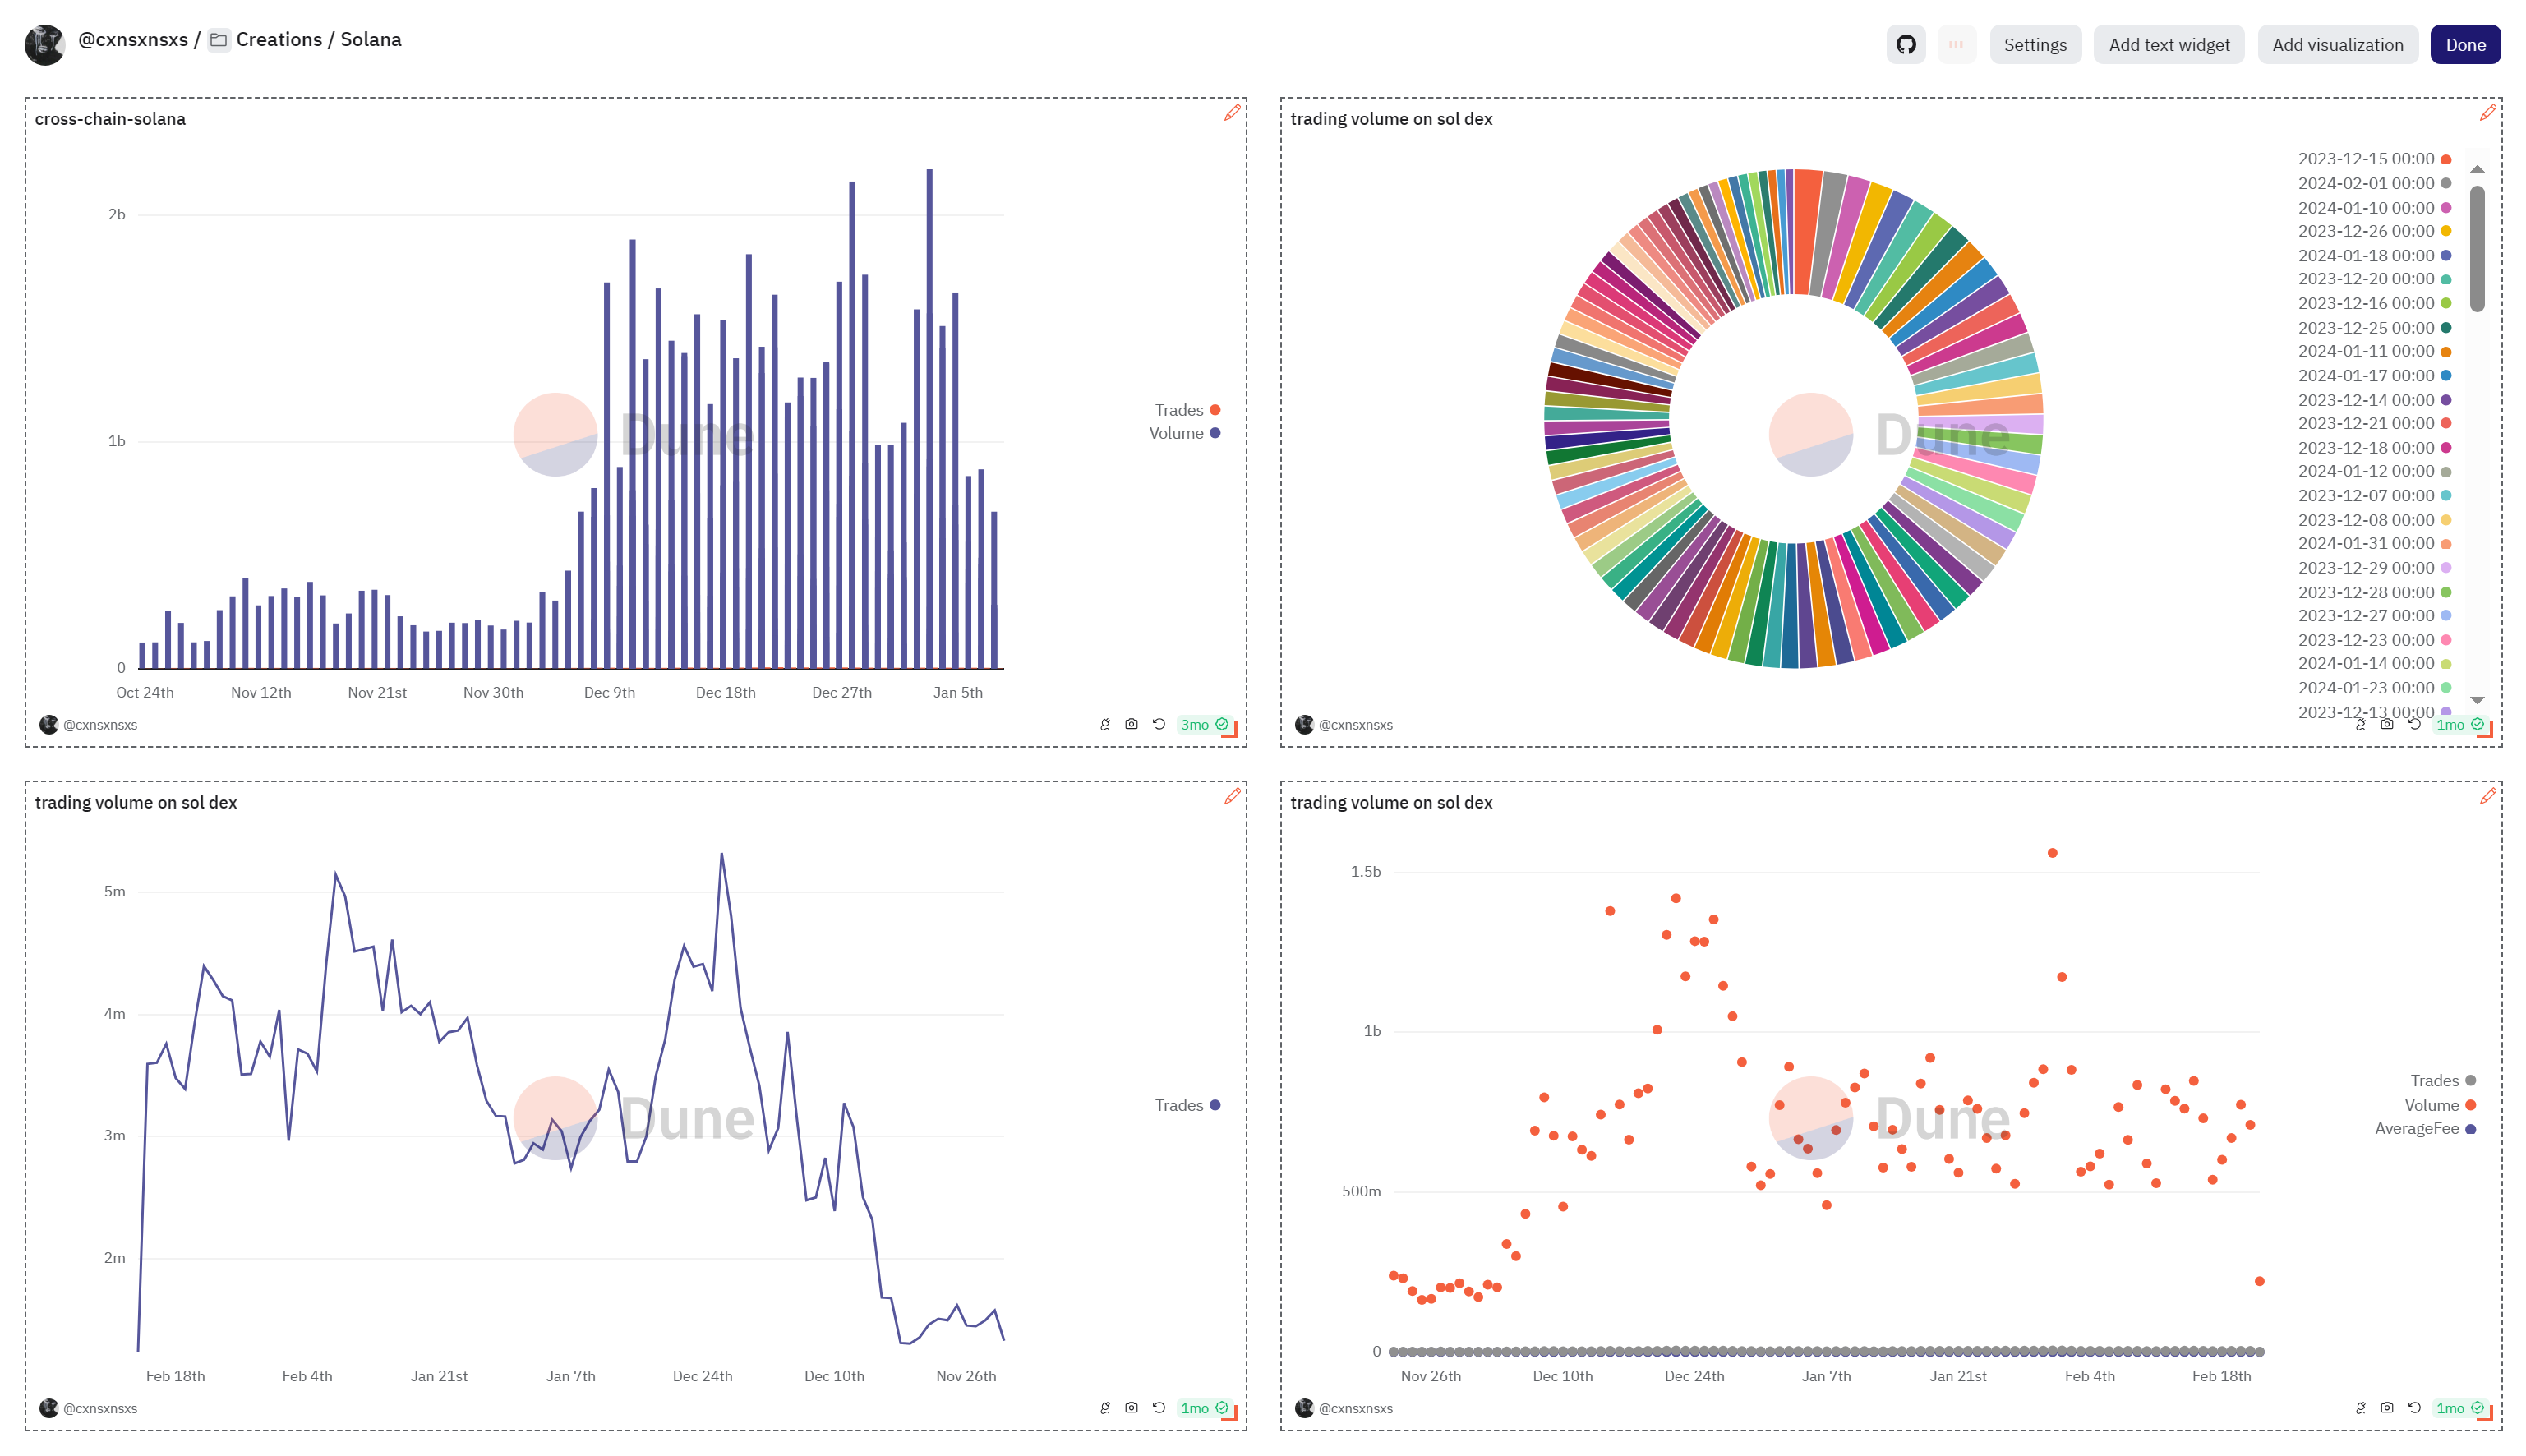 @cxnsxnsxs / Creations / Solana
Settings
Add text widget
Add visualization
Done
cross-chain-solana
2b
1b
0
Oct 24th Nov 12th Nov 21st Nov 30th Dec 9th Dec 18th Dec 27th Jan 5th
Dune
Trades
Volume
@cxnsxnsxs
3mo
trading volume on sol dex
Dune
2023-12-15 00:00
2024-02-01 00:00
2024-01-10 00:00
2023-12-26 00:00
2024-01-18 00:00
2023-12-20 00:00
2023-12-16 00:00
2023-12-25 00:00
2024-01-11 00:00
2024-01-17 00:00
2023-12-14 00:00
2023-12-21 00:00
2023-12-18 00:00
2024-01-12 00:00
2023-12-07 00:00
2023-12-08 00:00
2024-01-31 00:00
2023-12-29 00:00
2023-12-28 00:00
2023-12-27 00:00
2023-12-23 00:00
2024-01-14 00:00
2024-01-23 00:00
2023-12-13 00:00
@cxnsxnsxs
1mo
trading volume on sol dex
5m
4m
3m
2m
Feb 18th Feb 4th Jan 21st Jan 7th Dec 24th Dec 10th Nov 26th
Dune
Trades
@cxnsxnsxs
1mo
trading volume on sol dex
1.5b
1b
500m
0
Nov 26th Dec 10th Dec 24th Jan 7th Jan 21st Feb 4th Feb 18th
Dune
Trades
Volume
AverageFee
@cxnsxnsxs
1mo